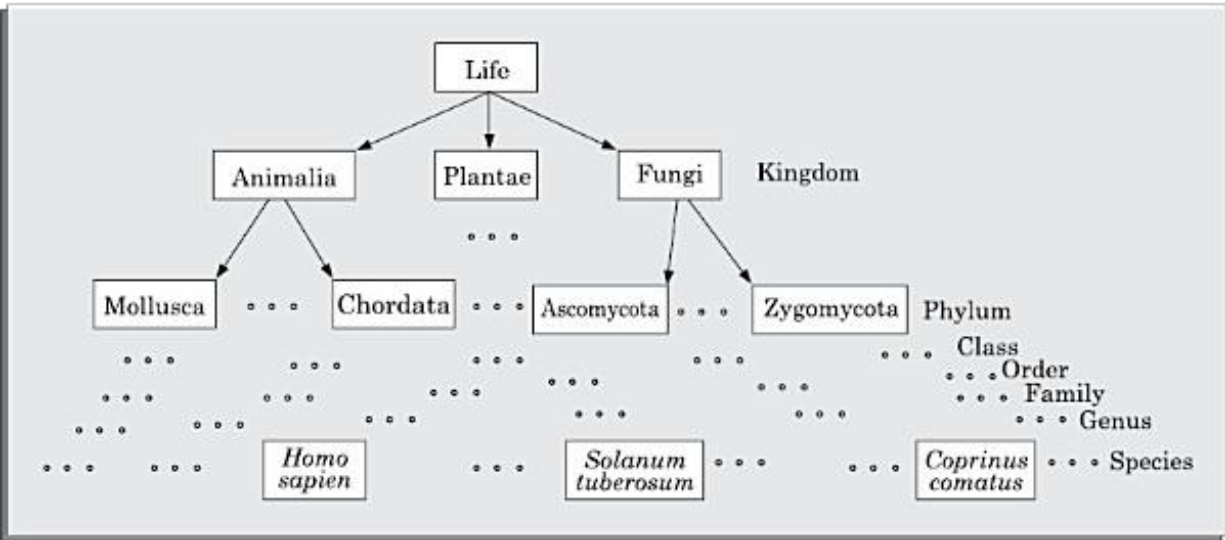 Life
Animalia
Plantae
Fungi
Kingdom
Mollusca
Chordata
Ascomycota
Zygomycota
Phylum
Class
Order
Family
Genus
Homo
sapien
Solanum
tuberosum
Coprinus
comatus
Species